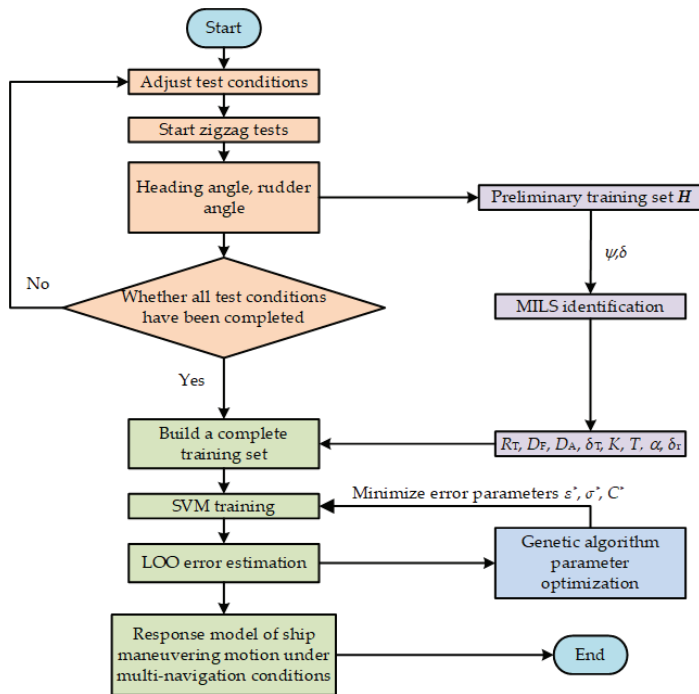 Start
Adjust test conditions
Start zigzag tests
Heading angle, rudder
angle
Preliminary training set H
ψ,δ
No
Whether all test conditions
have been completed
MILS identification
Yes
Build a complete
training set
RT, DF, DA, δT, K, T, α, δr
Minimize error parameters ε*, σ*, C*
SVM training
LOO error estimation
Genetic algorithm
parameter
optimization
Response model of ship
maneuvering motion under
multi-navigation conditions
End